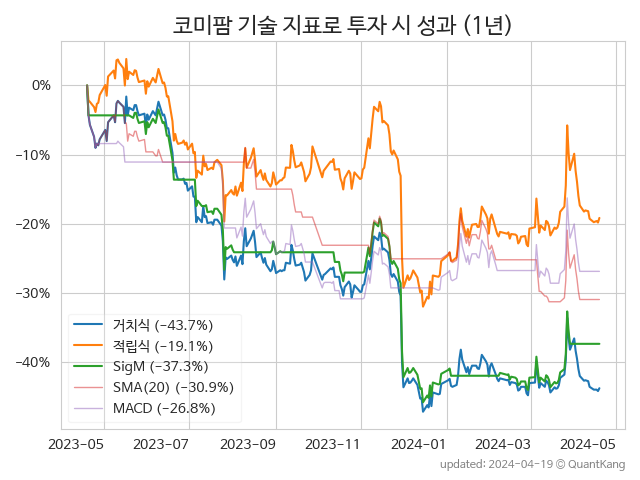 코미팜 기술 지표로 투자 시 성과 (1년)
0%
−10%
−20%
−30%
−40%
거치식 (−43.7%)
적립식 (−19.1%)
SigM (−37.3%)
SMA(20) (−30.9%)
MACD (−26.8%)
2023-05 2023-07 2023-09 2023-11 2024-01 2024-03 2024-05
updated: 2024-04-19 © QuantKang